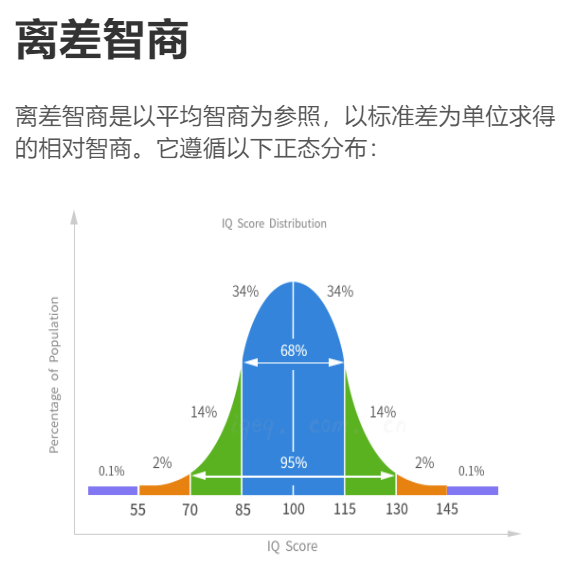 离差智商
离差智商是以平均智商为参照，以标准差为单位求得
的相对智商。它遵循以下正态分布：
IQ Score Distribution
34%
34%
68%
14%
14%
2%
95%
2%
0.1%
0.1%
55
70
85
100
115
130
145
Percentage of Population
IQ Score